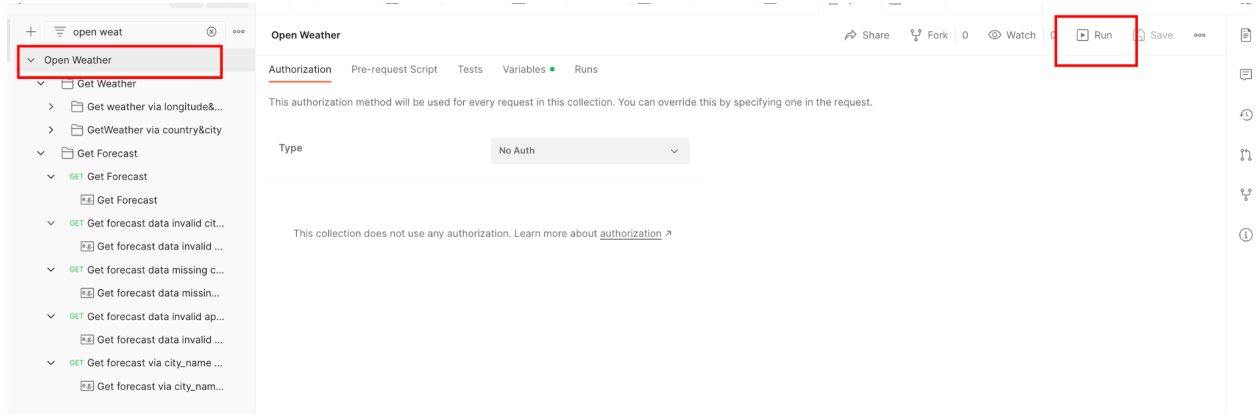 open weat
Open Weather
Get Weather
Get weather via longitude&...
GetWeather via country&city
Get Forecast
GET Get Forecast
e.g. Get Forecast
GET Get forecast data invalid cit...
e.g. Get forecast data invalid ...
GET Get forecast data missing c...
e.g. Get forecast data missin...
GET Get forecast data invalid ap...
e.g. Get forecast data invalid ...
GET Get forecast via city_name ...
e.g. Get forecast via city_nam...
Open Weather
Share Fork 0 Watch 0 Run Save
Authorization Pre-request Script Tests Variables Runs
This authorization method will be used for every request in this collection. You can override this by specifying one in the request.
Type No Auth
This collection does not use any authorization. Learn more about authorization ↗